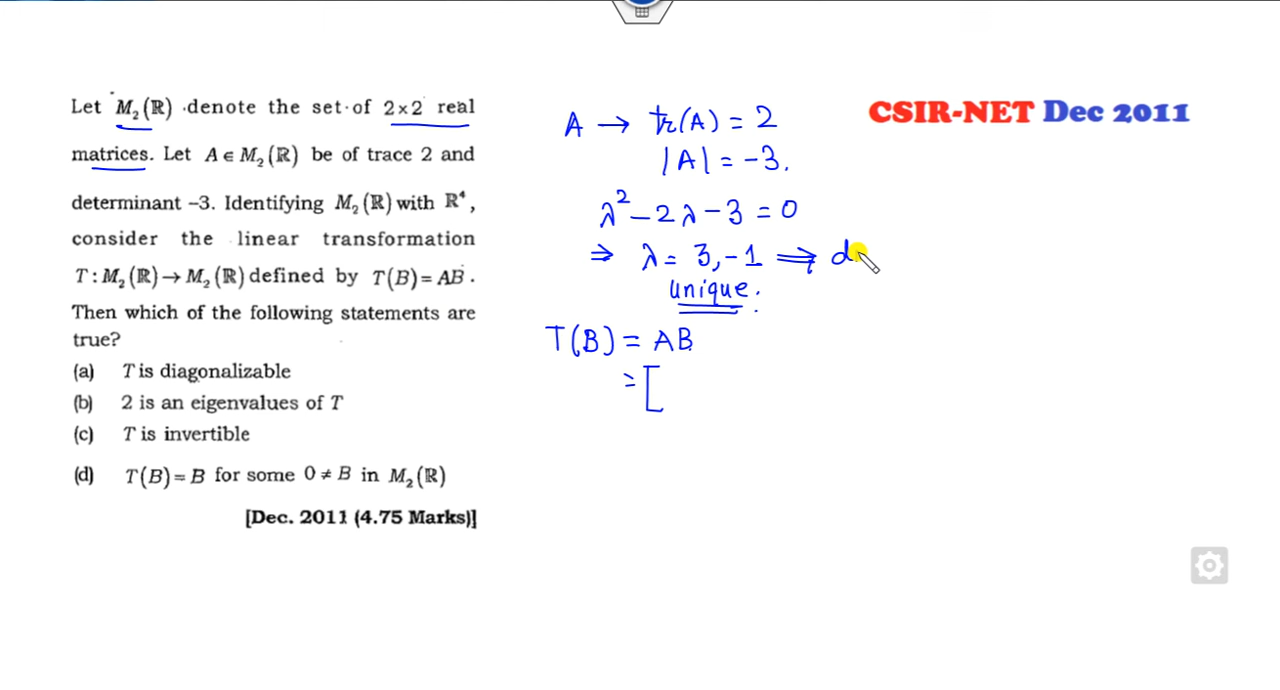 Let M₂(ℝ) denote the set of 2×2 real
matrices. Let A ∈ M₂(ℝ) be of trace 2 and
determinant –3. Identifying M₂(ℝ) with ℝ⁴,
consider the linear transformation
T : M₂(ℝ) → M₂(ℝ) defined by T(B) = AB.
Then which of the following statements are
true?
(a) T is diagonalizable
(b) 2 is an eigenvalues of T
(c) T is invertible
(d) T(B) = B for some 0 ≠ B in M₂(ℝ)
[Dec. 2011 (4.75 Marks)]
A → tr(A) = 2
|A| = -3.
λ² - 2λ - 3 = 0
⇒ λ = 3, -1 ⇒ d
unique.
T(B) = AB
= [
CSIR-NET Dec 2011